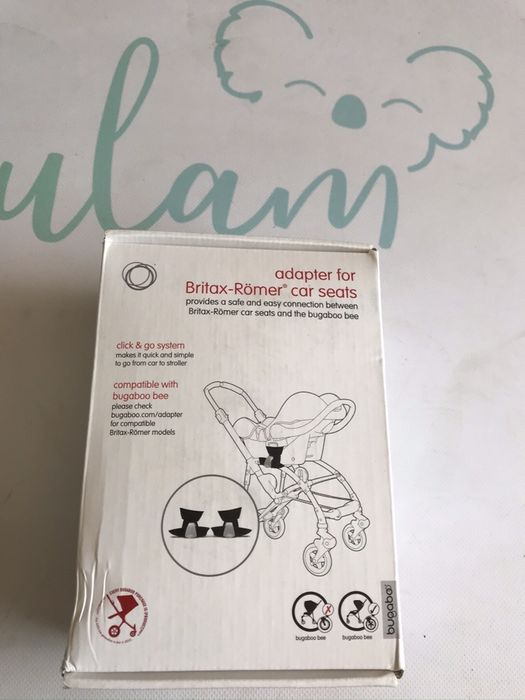 ulam
adapter for
Britax-Römer® car seats
provides a safe and easy connection between
Britax-Römer car seats and the bugaboo bee
click & go system
makes it quick and simple
to go from car to stroller
compatible with
bugaboo bee
please check
bugaboo.com/adapter
for compatible
Britax-Römer models
bugaboo bee
bugaboo bee
bugaboo